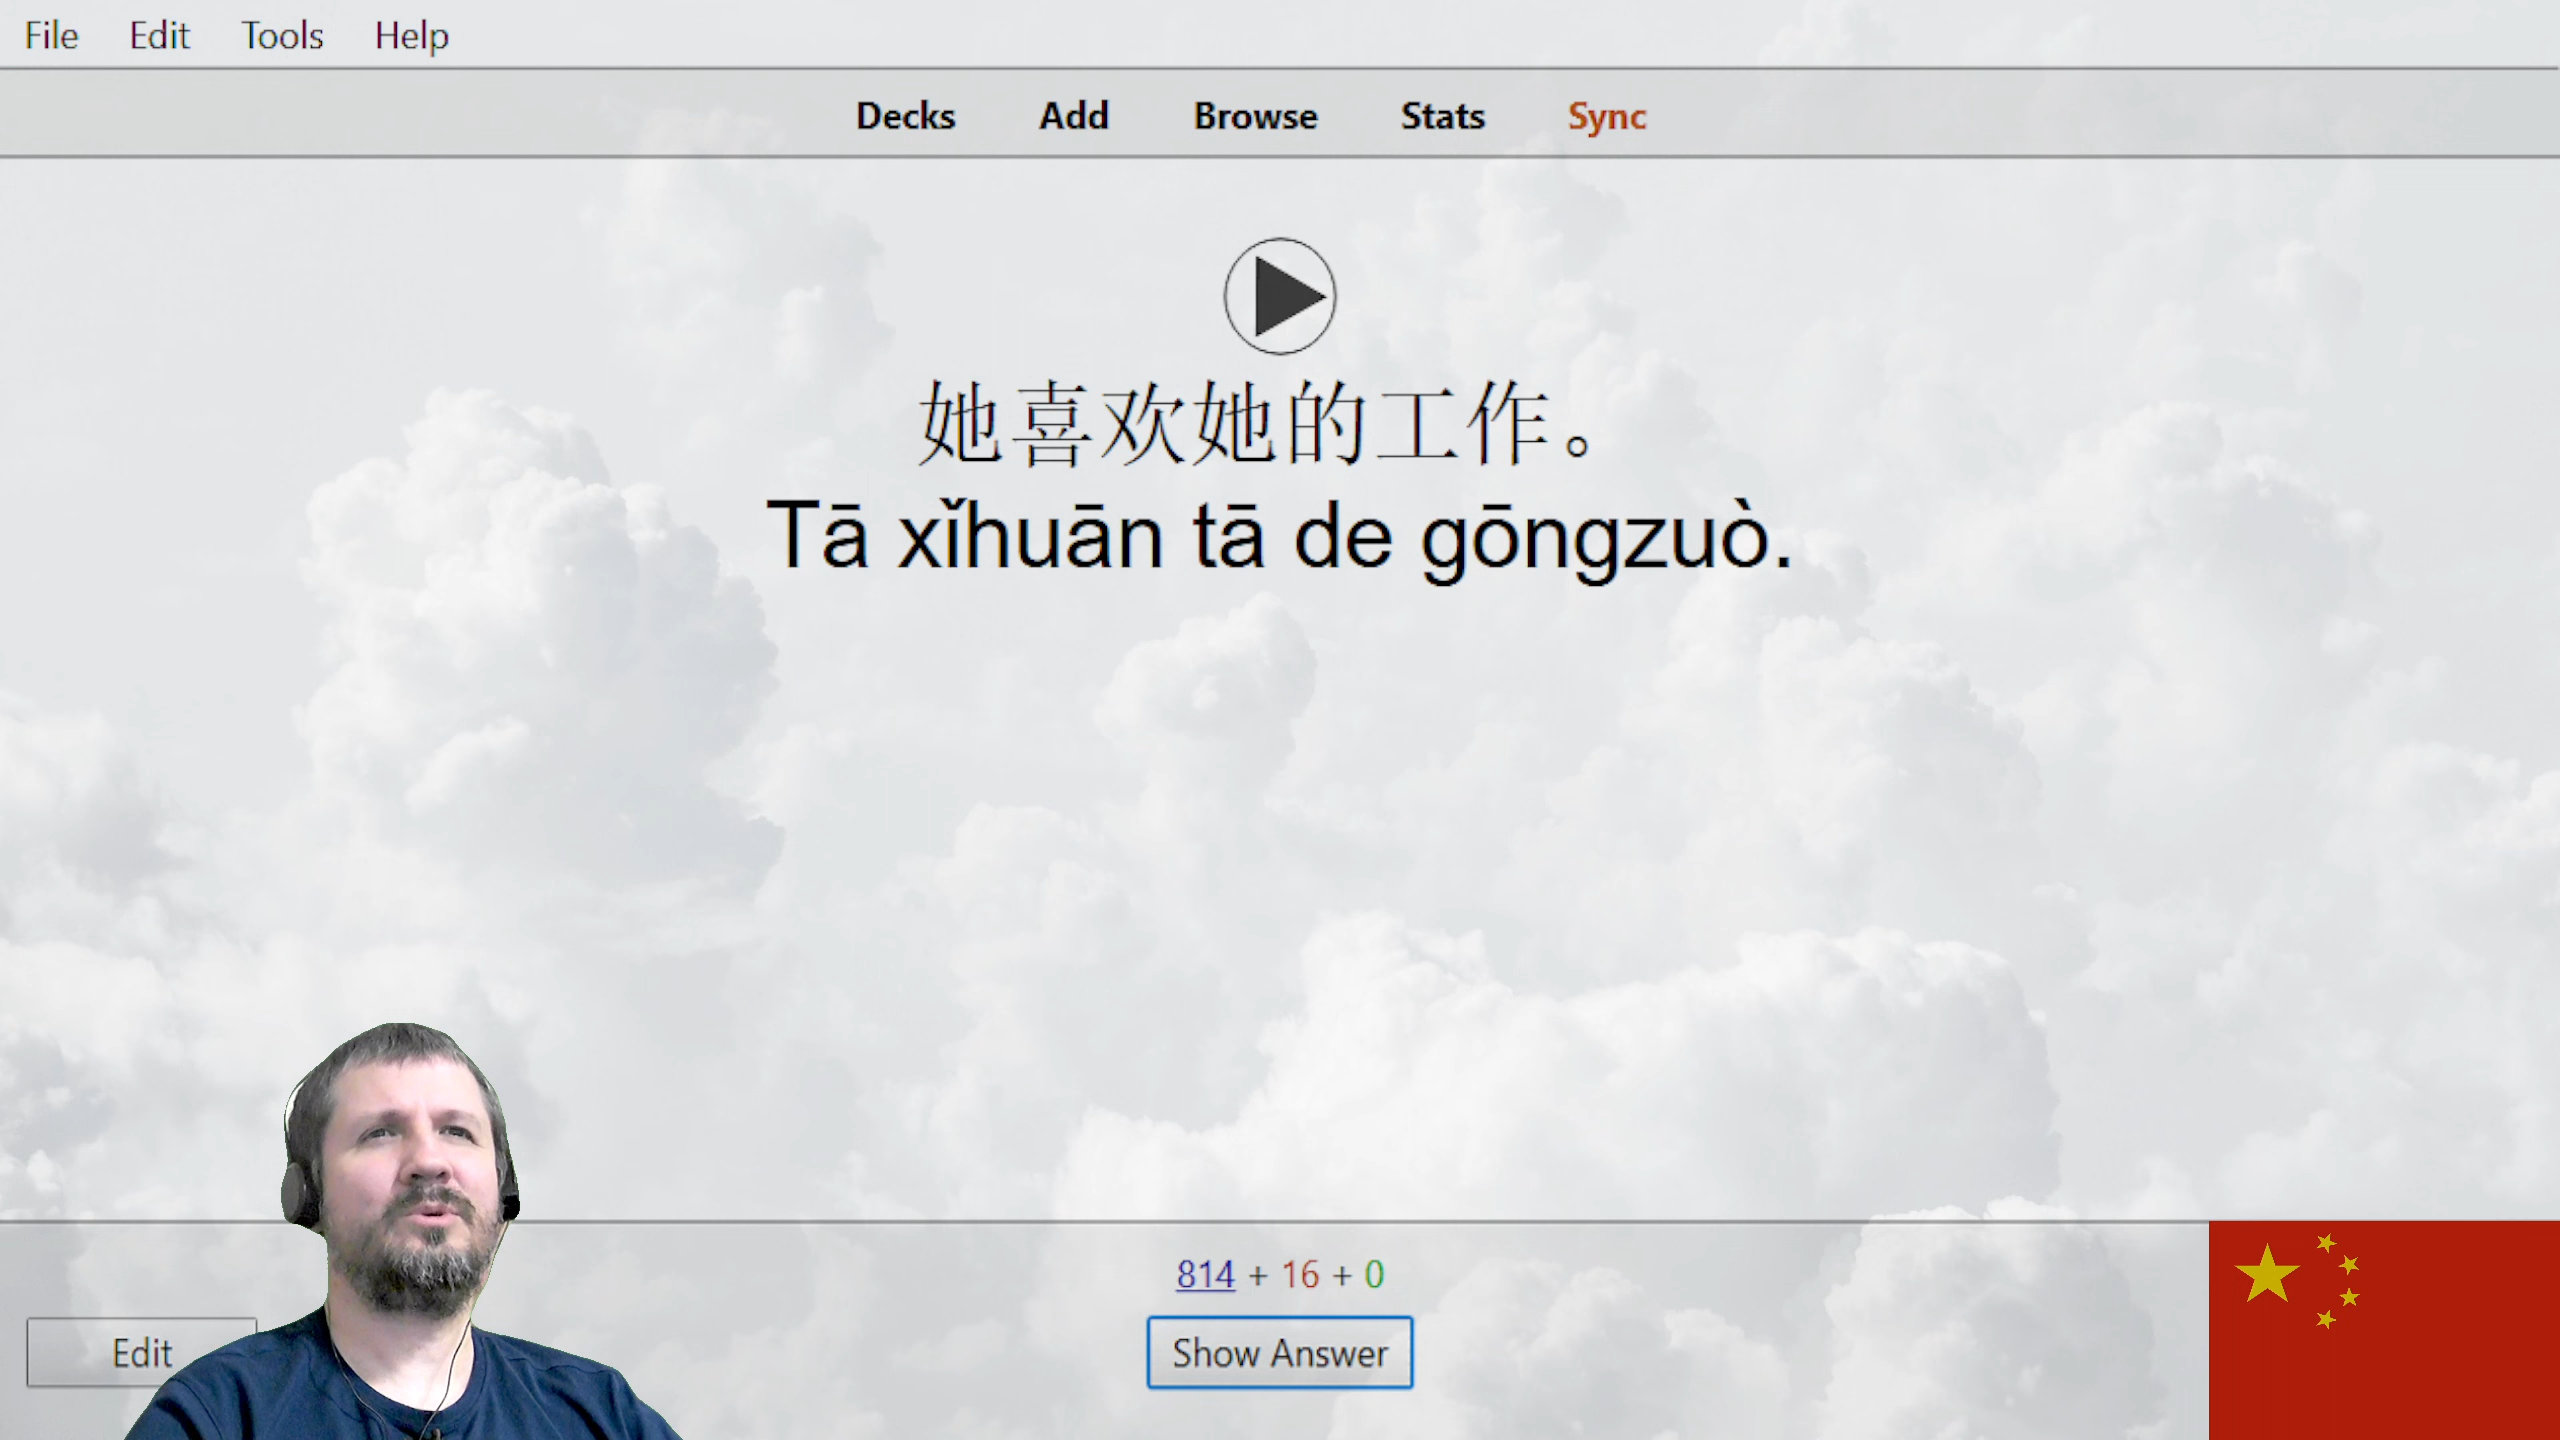 File Edit Tools Help
Decks Add Browse Stats Sync
她喜欢她的工作。
Tā xǐhuān tā de gōngzuò.
814 + 16 + 0
Edit Show Answer